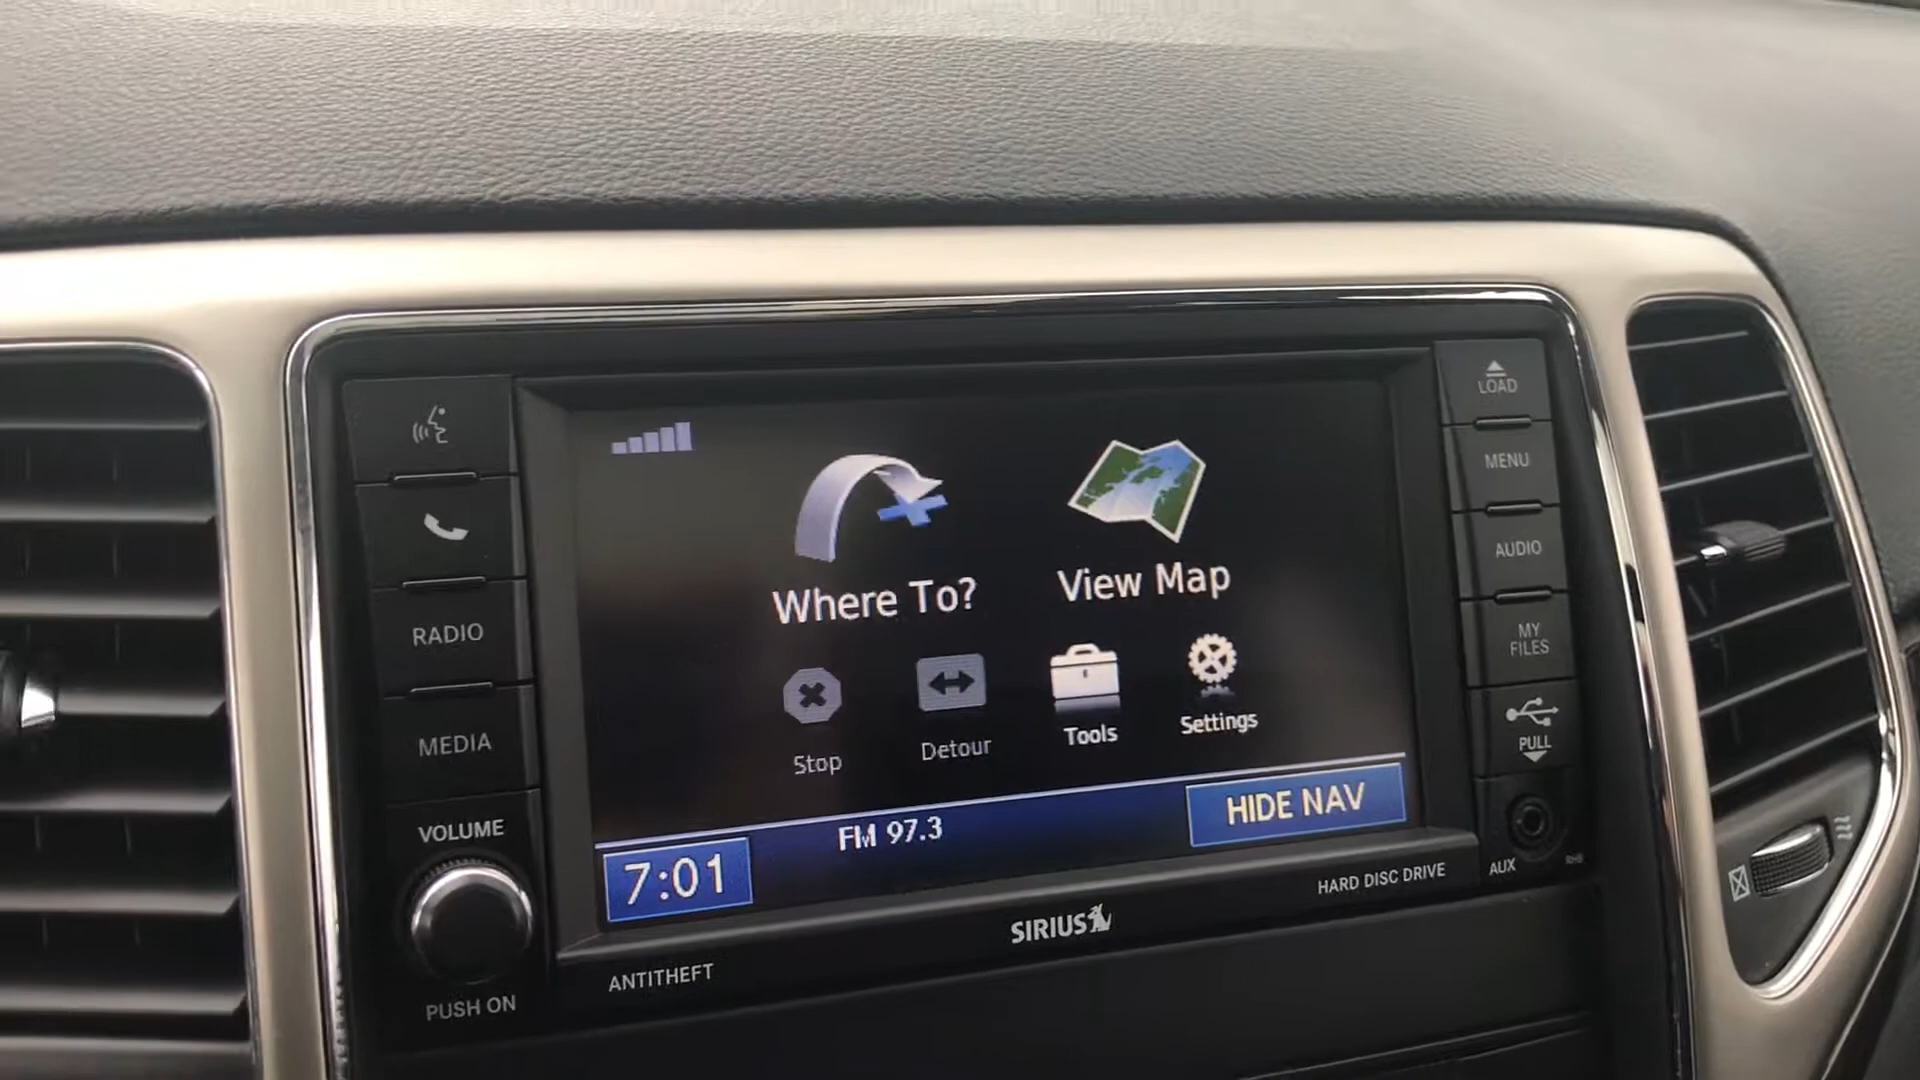 LOAD
MENU
AUDIO
MY
FILES
PULL
AUX
RHB
RADIO
MEDIA
VOLUME
PUSH ON
Where To?
View Map
Stop
Detour
Tools
Settings
FM 97.3
HIDE NAV
7:01
HARD DISC DRIVE
SIRIUS
ANTITHEFT